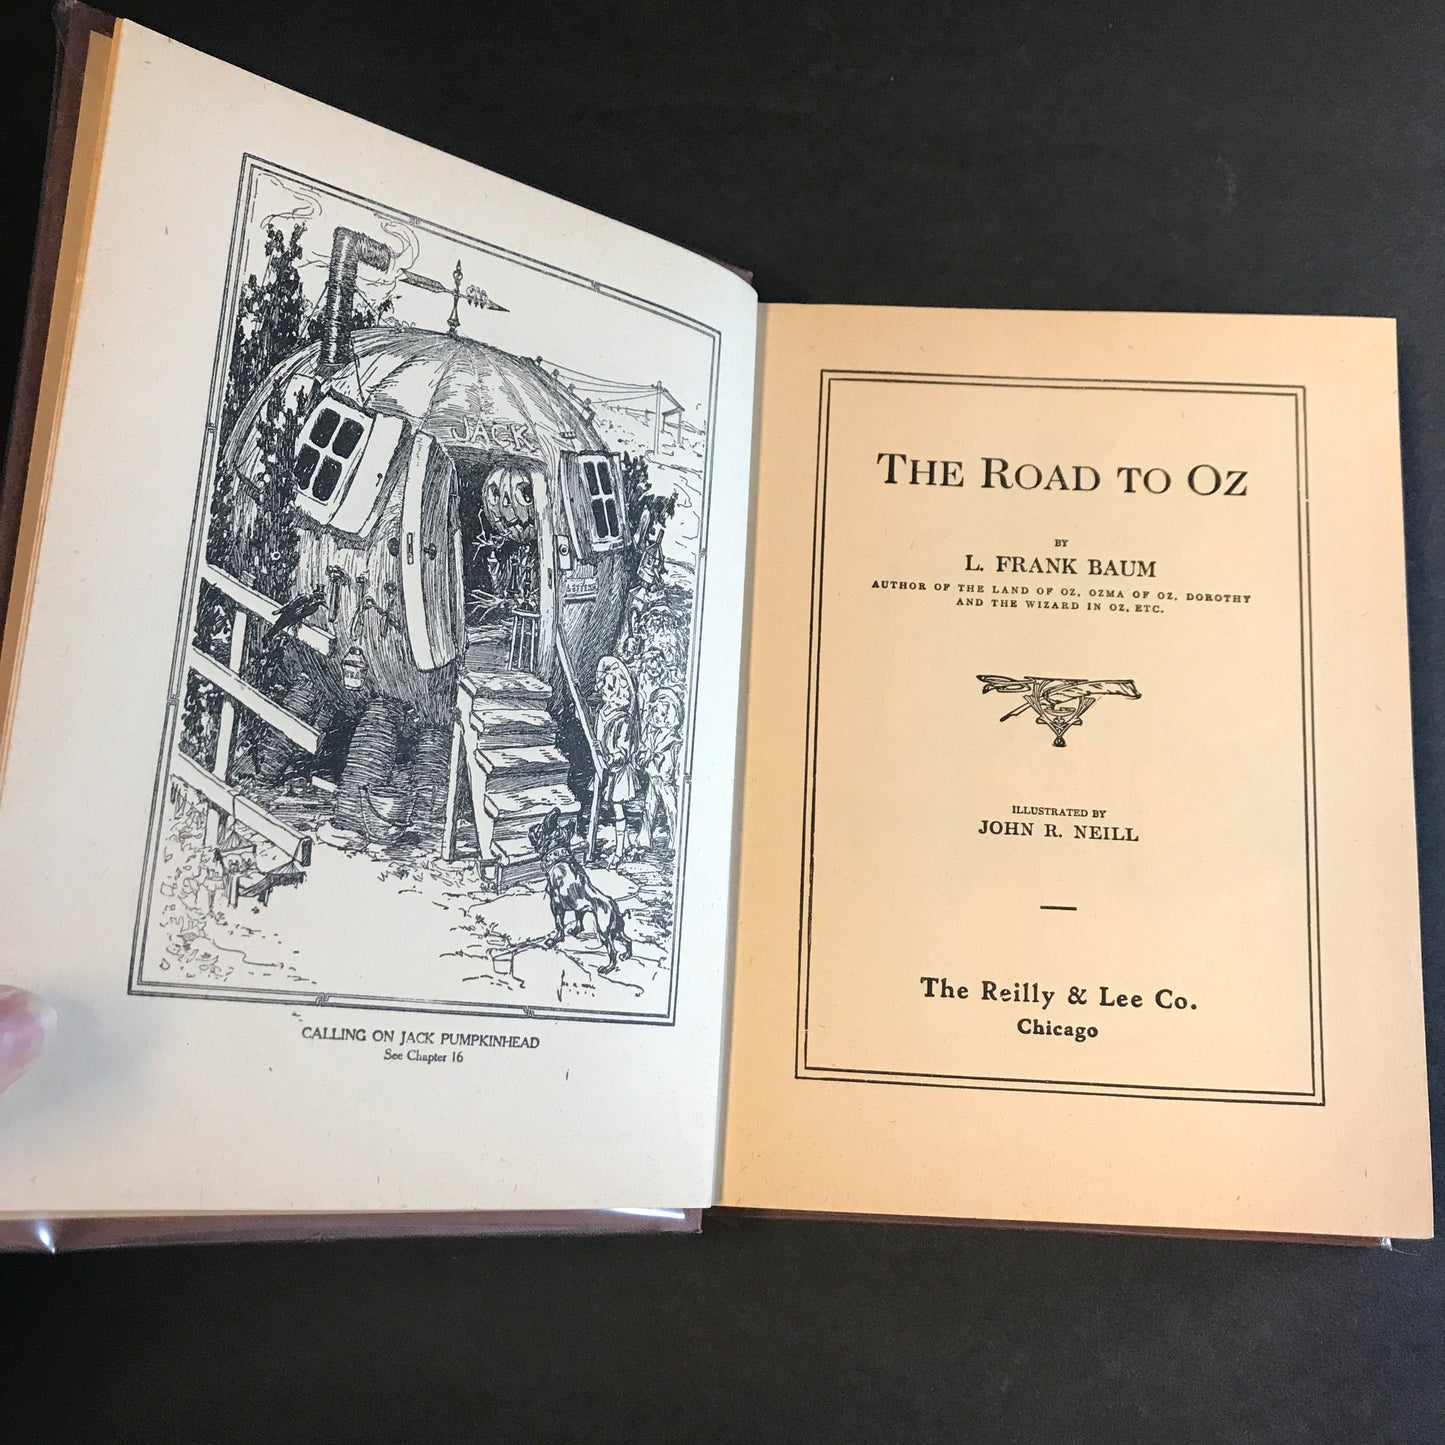 JACK
CALLING ON JACK PUMPKINHEAD
See Chapter 16
THE ROAD TO OZ
BY
L. FRANK BAUM
AUTHOR OF THE LAND OF OZ, OZMA OF OZ, DOROTHY
AND THE WIZARD IN OZ, ETC.
ILLUSTRATED BY
JOHN R. NEILL
The Reilly & Lee Co.
Chicago